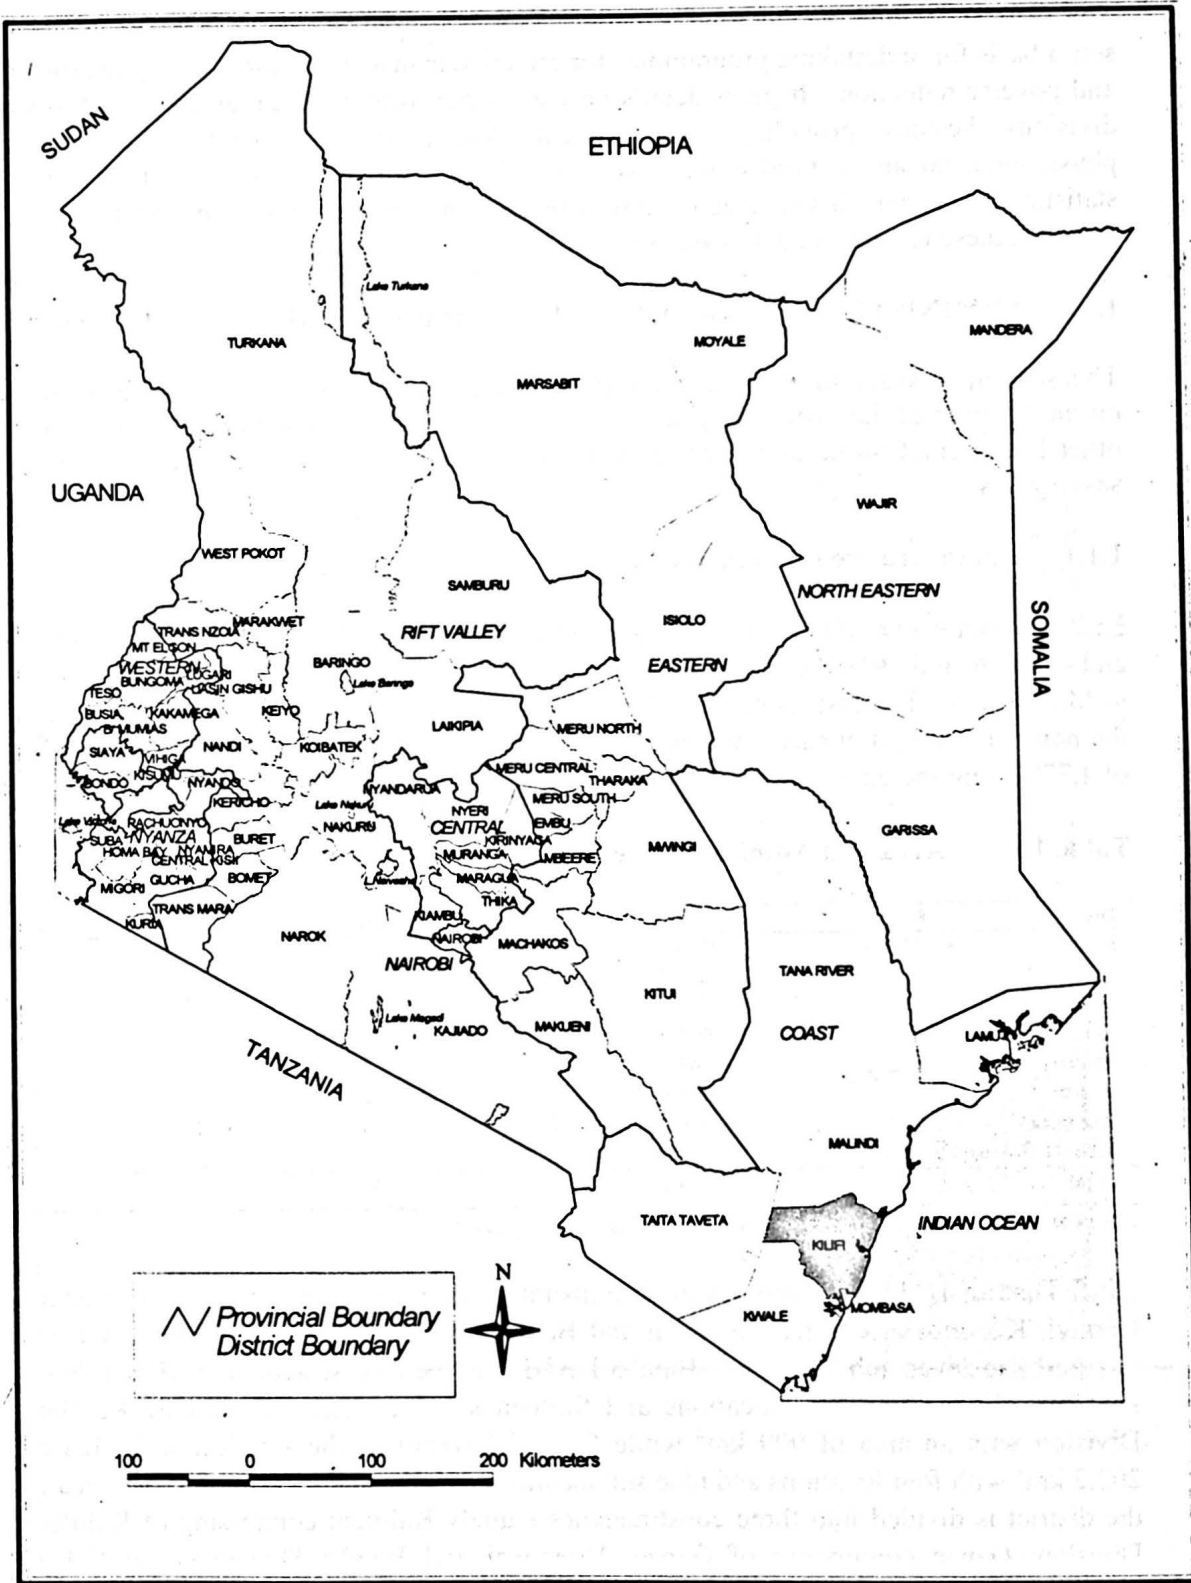 SUDAN
ETHIOPIA
Lake Turkana
TURKANA
MOYALE
MANDERA
MARSABIT
UGANDA
WAJIR
WEST POKOT
SAMBURU
NORTH EASTERN
SOMALIA
MARAKWET
TRANS NZOIA
RIFT VALLEY
ISIOLO
MT ELGON
WESTERN
BARINGO
EASTERN
LUGARI
BUNGOMA
UASIN GISHU
Lake Baringo
TESO
BUSIA
KAKAMEGA
KEIYO
B/MUMIAS
LAIKIPIA
MERU NORTH
SIAYA
NANDI
KOIBATEK
VIHIGA
KISUMU
MERU CENTRAL
BONDO
NYANDO
NYANDARUA
THARAKA
KERICHO
MERU SOUTH
Lake Nakuru
NYERI
Lake Victoria
RACHUONYO
NAKURU
CENTRAL
EMBU
GARISSA
SUBA
NYANZA
BURET
KIRINYAGA
HOMA BAY
NYAMIRA
MURANGA
MBEERE
MWINGI
CENTRAL KISII
GUCHA
BOMET
L.Naivasha
MARAGUA
MIGORI
THIKA
TRANS MARA
KIAMBU
KURIA
NAROK
NAIROBI
MACHAKOS
NAIROBI
TANA RIVER
KITUI
Lake Magadi
KAJIADO
MAKUENI
COAST
LAMU
TANZANIA
MALINDI
TAITA TAVETA
INDIAN OCEAN
KILIFI
KWALE
MOMBASA
N
Provincial Boundary
District Boundary
100 0 100 200 Kilometers